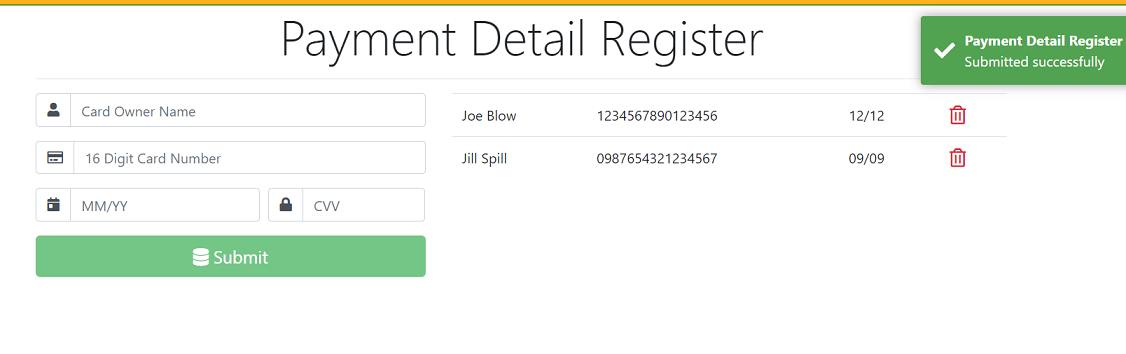 Payment Detail Register
Payment Detail Register
Submitted successfully
Card Owner Name
16 Digit Card Number
MM/YY CVV
Submit
Joe Blow 1234567890123456 12/12
Jill Spill 0987654321234567 09/09